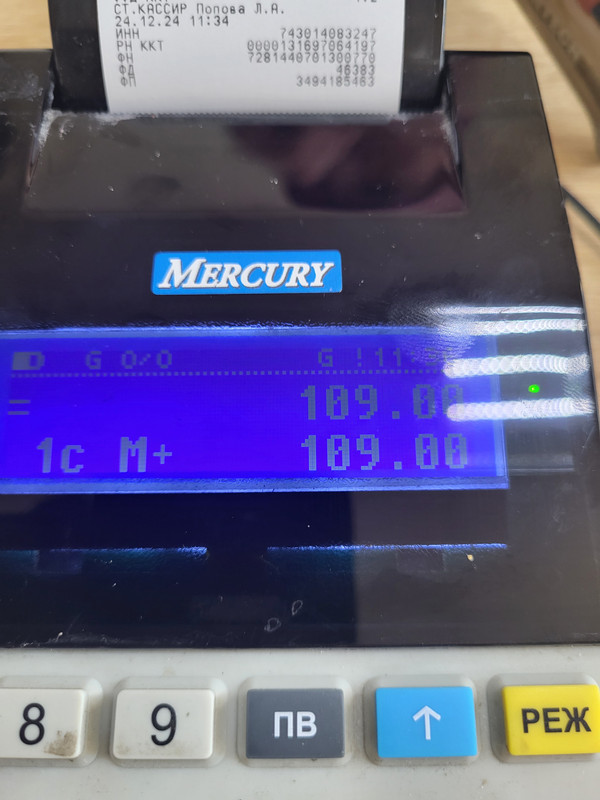 СТ.КАССИР Попова Л.А.
24.12.24 11:34
ИНН 743014083247
РН ККТ 0000131697064197
ФН 7281440701300770
ФД 46383
ФП 3494185463
MERCURY
G 0/0 G !11
= 109.00
1с М+ 109.00
8 9 ПВ ↑ РЕЖ